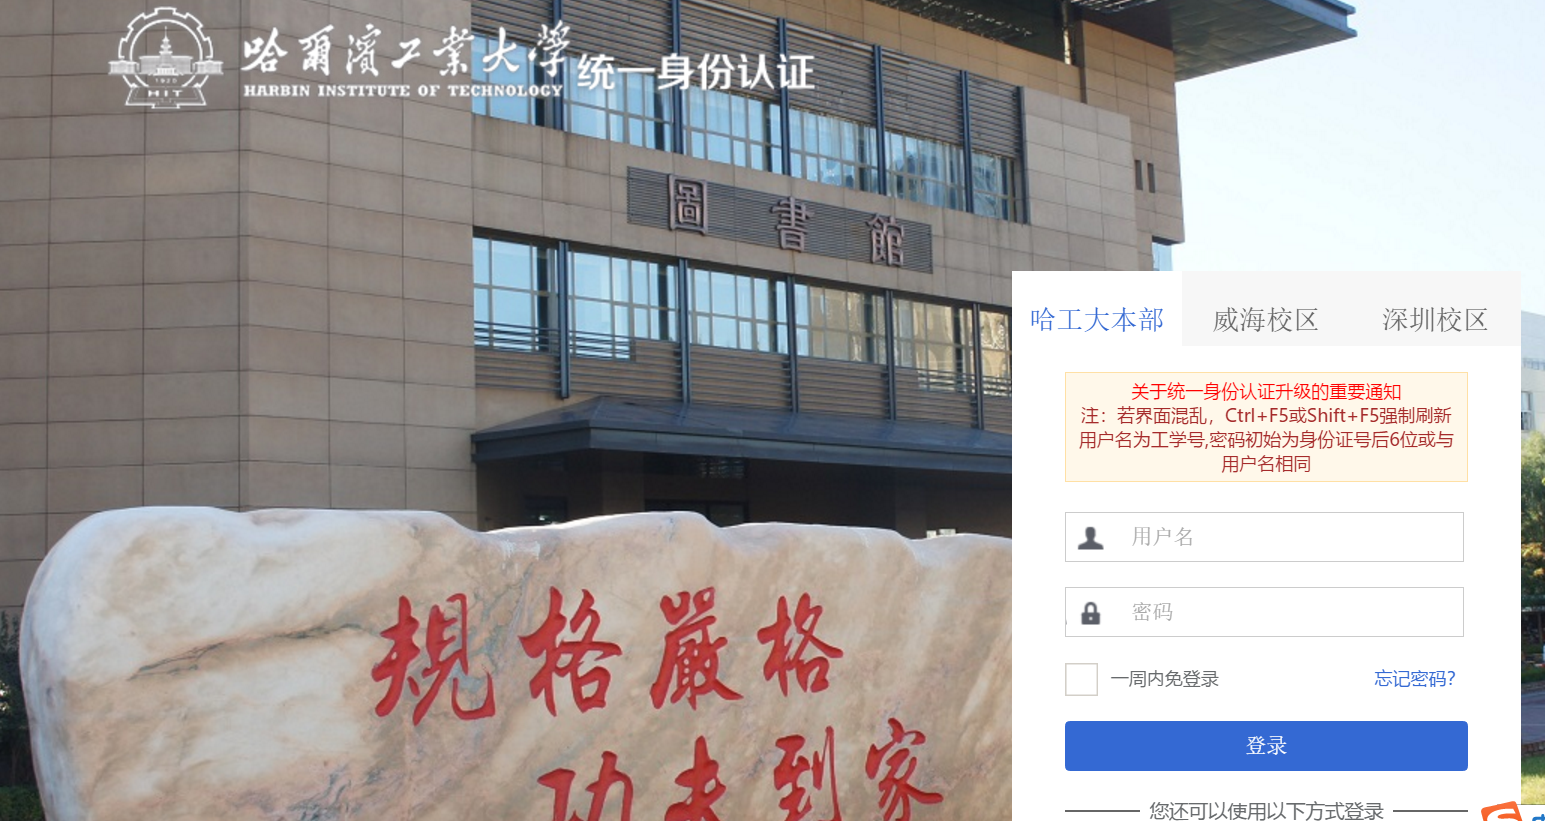 哈爾濱工業大學
HARBIN INSTITUTE OF TECHNOLOGY
统一身份认证
1920
HIT
圖書館
規格嚴格
功夫到家
哈工大本部 威海校区 深圳校区
关于统一身份认证升级的重要通知
注：若界面混乱，Ctrl+F5或Shift+F5强制刷新
用户名为工学号,密码初始为身份证号后6位或与
用户名相同
用户名
密码
一周内免登录 忘记密码?
登录
您还可以使用以下方式登录